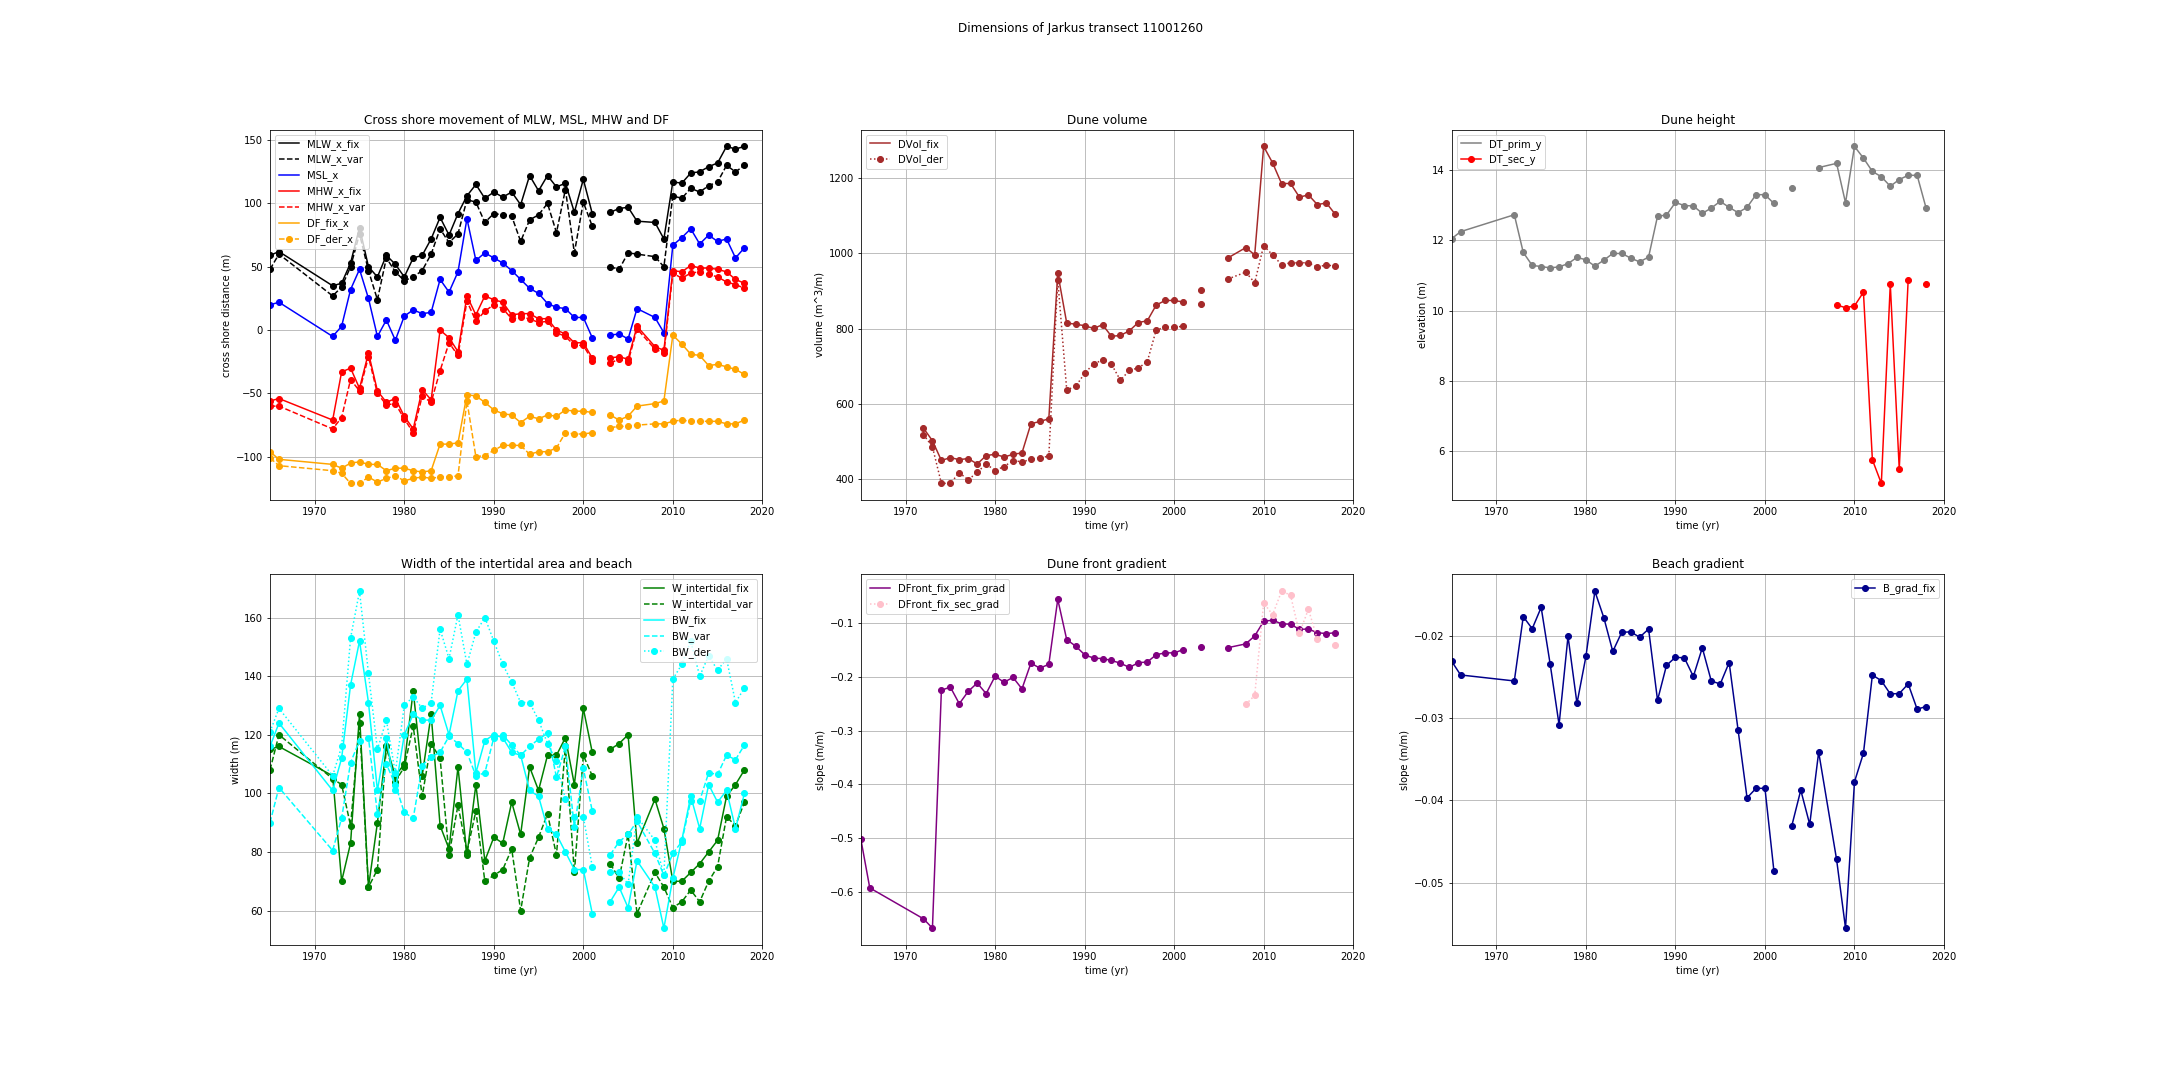 Dimensions of Jarkus transect 11001260
Cross shore movement of MLW, MSL, MHW and DF
cross shore distance (m)
150
100
50
0
−50
−100
MLW_x_fix
MLW_x_var
MSL_x
MHW_x_fix
MHW_x_var
DF_fix_x
DF_der_x
1970 1980 1990 2000 2010 2020
time (yr)
Dune volume
volume (m^3/m)
1200
1000
800
600
400
DVol_fix
DVol_der
1970 1980 1990 2000 2010 2020
time (yr)
Dune height
elevation (m)
14
12
10
8
6
DT_prim_y
DT_sec_y
1970 1980 1990 2000 2010 2020
time (yr)
Width of the intertidal area and beach
width (m)
160
140
120
100
80
60
W_intertidal_fix
W_intertidal_var
BW_fix
BW_var
BW_der
1970 1980 1990 2000 2010 2020
time (yr)
Dune front gradient
slope (m/m)
−0.1
−0.2
−0.3
−0.4
−0.5
−0.6
DFront_fix_prim_grad
DFront_fix_sec_grad
1970 1980 1990 2000 2010 2020
time (yr)
Beach gradient
slope (m/m)
−0.02
−0.03
−0.04
−0.05
B_grad_fix
1970 1980 1990 2000 2010 2020
time (yr)